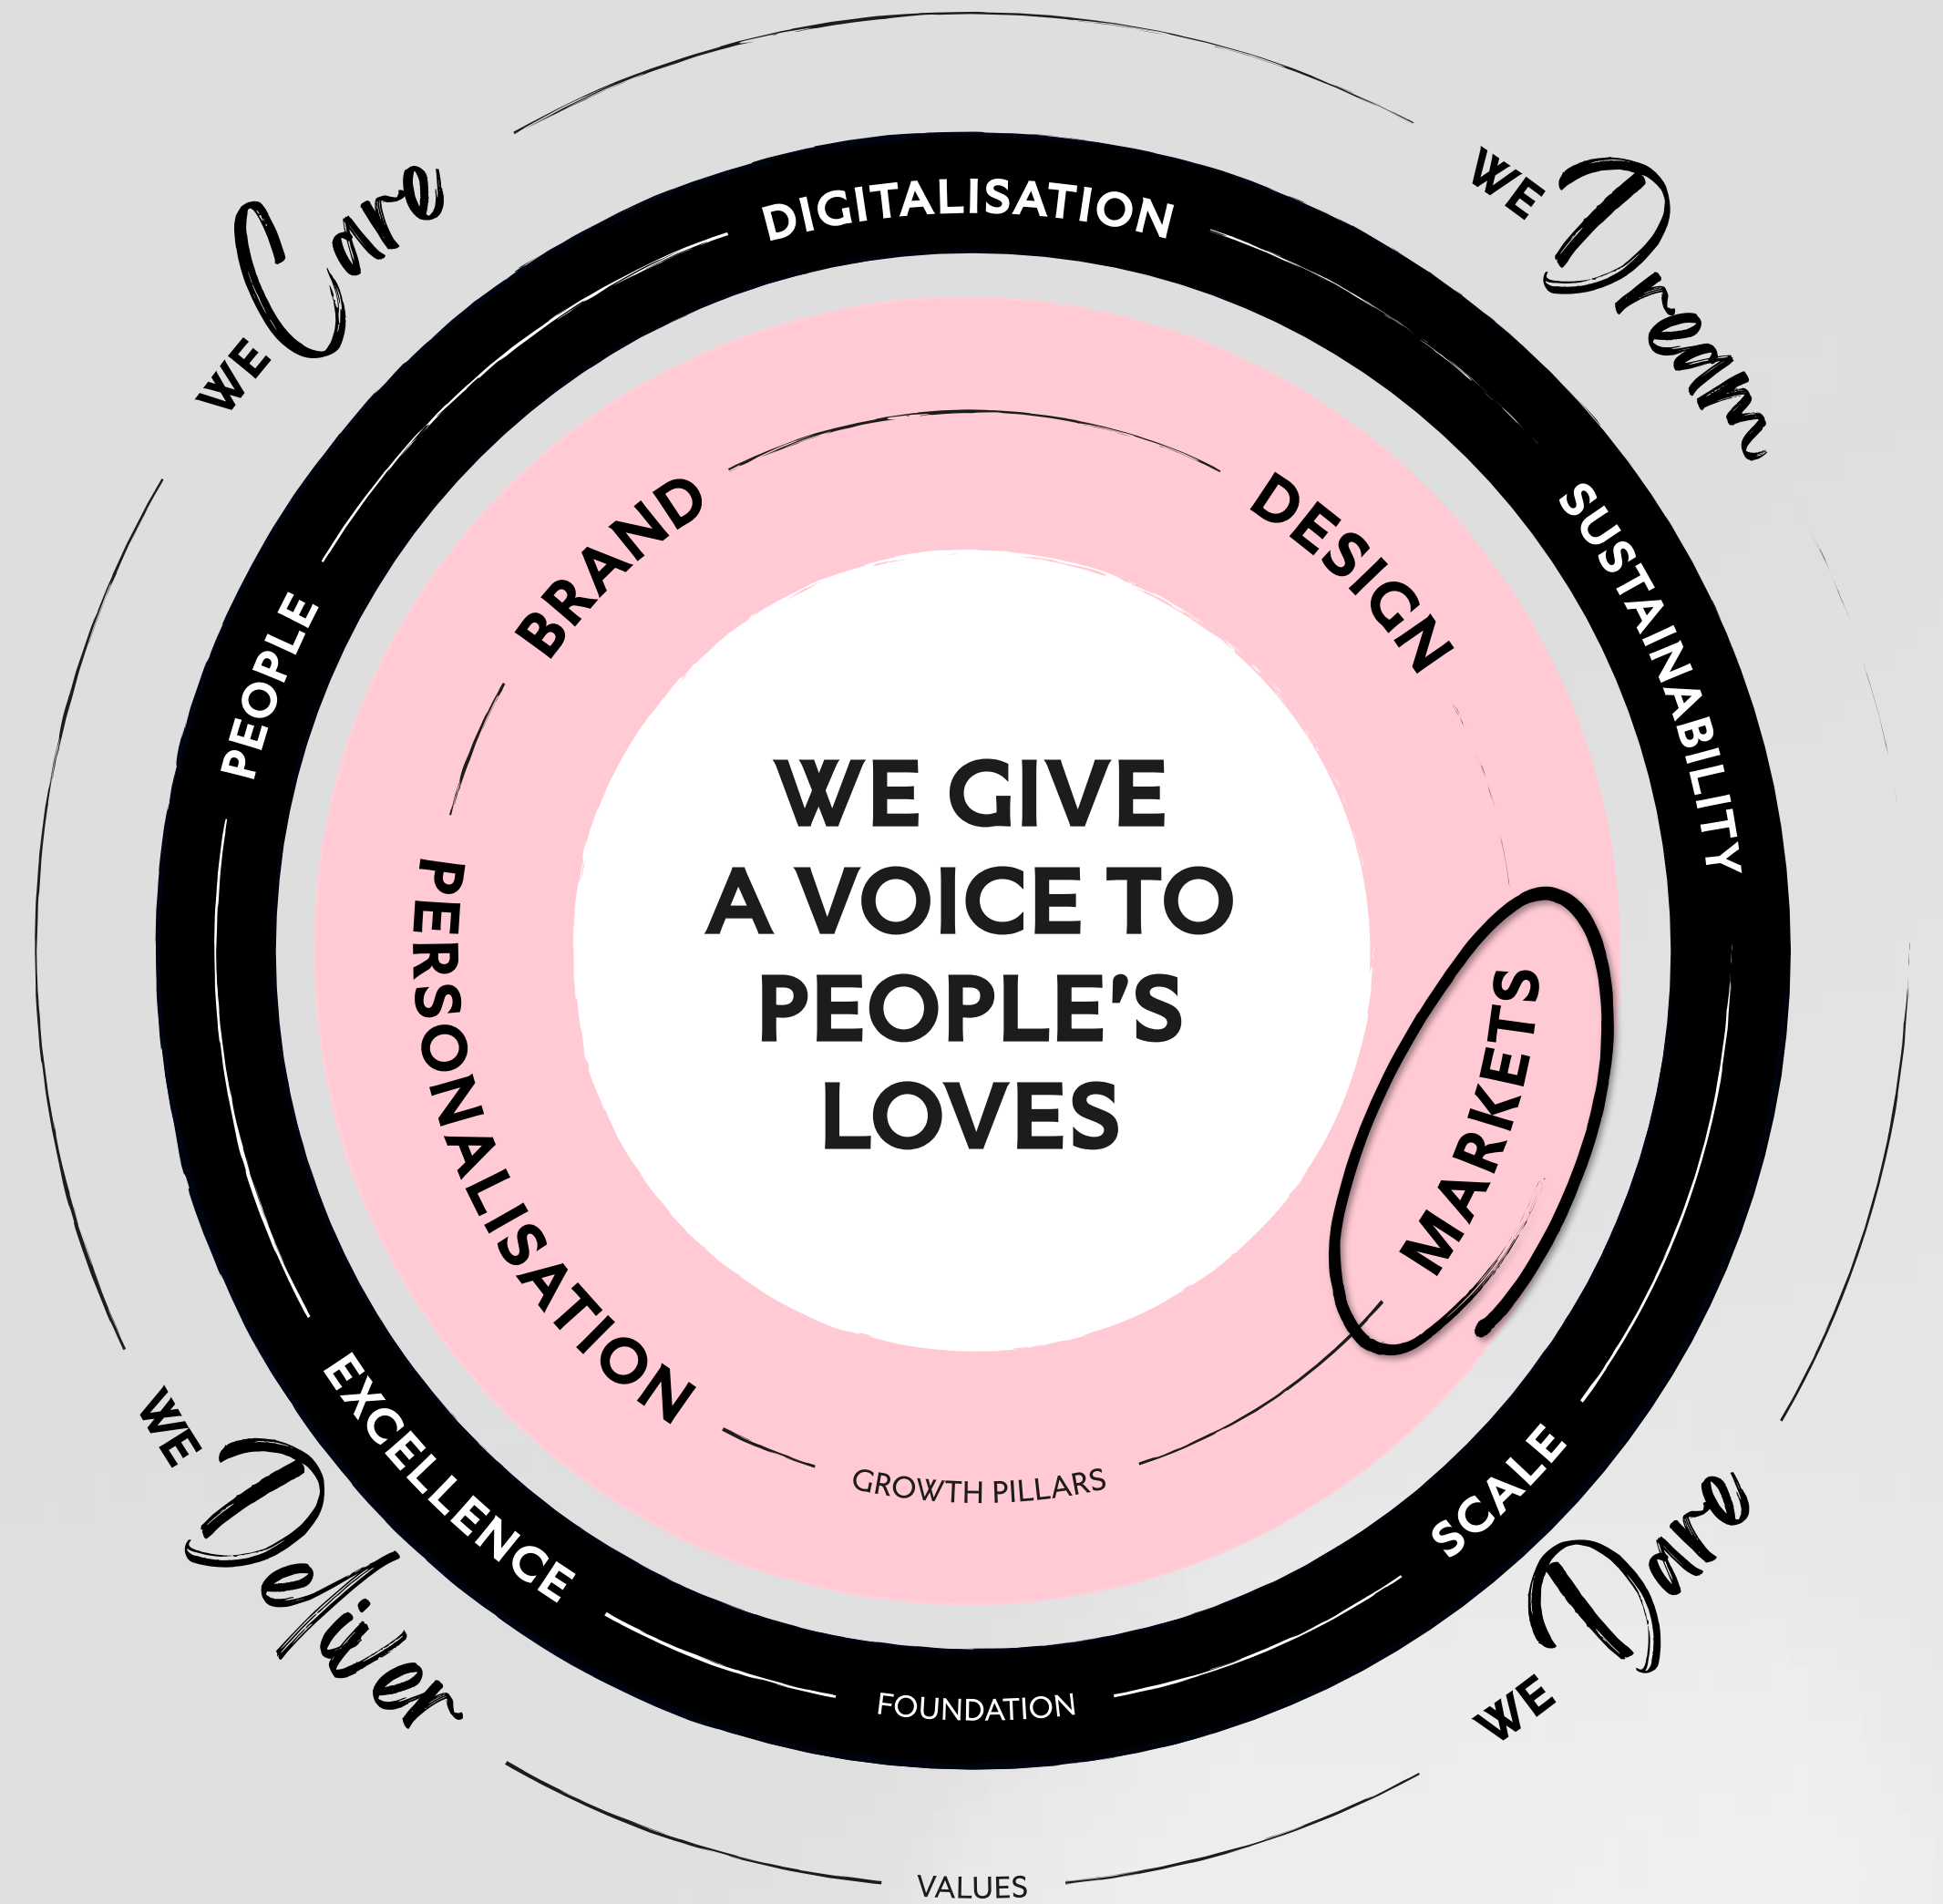 WE Care
WE Dream
DIGITALISATION
PEOPLE
SUSTAINABILITY
BRAND
DESIGN
WE GIVE
A VOICE TO
PEOPLE'S
LOVES
PERSONALISATION
MARKETS
GROWTH PILLARS
EXCELLENCE
SCALE
FOUNDATION
WE Deliver
WE Dare
VALUES